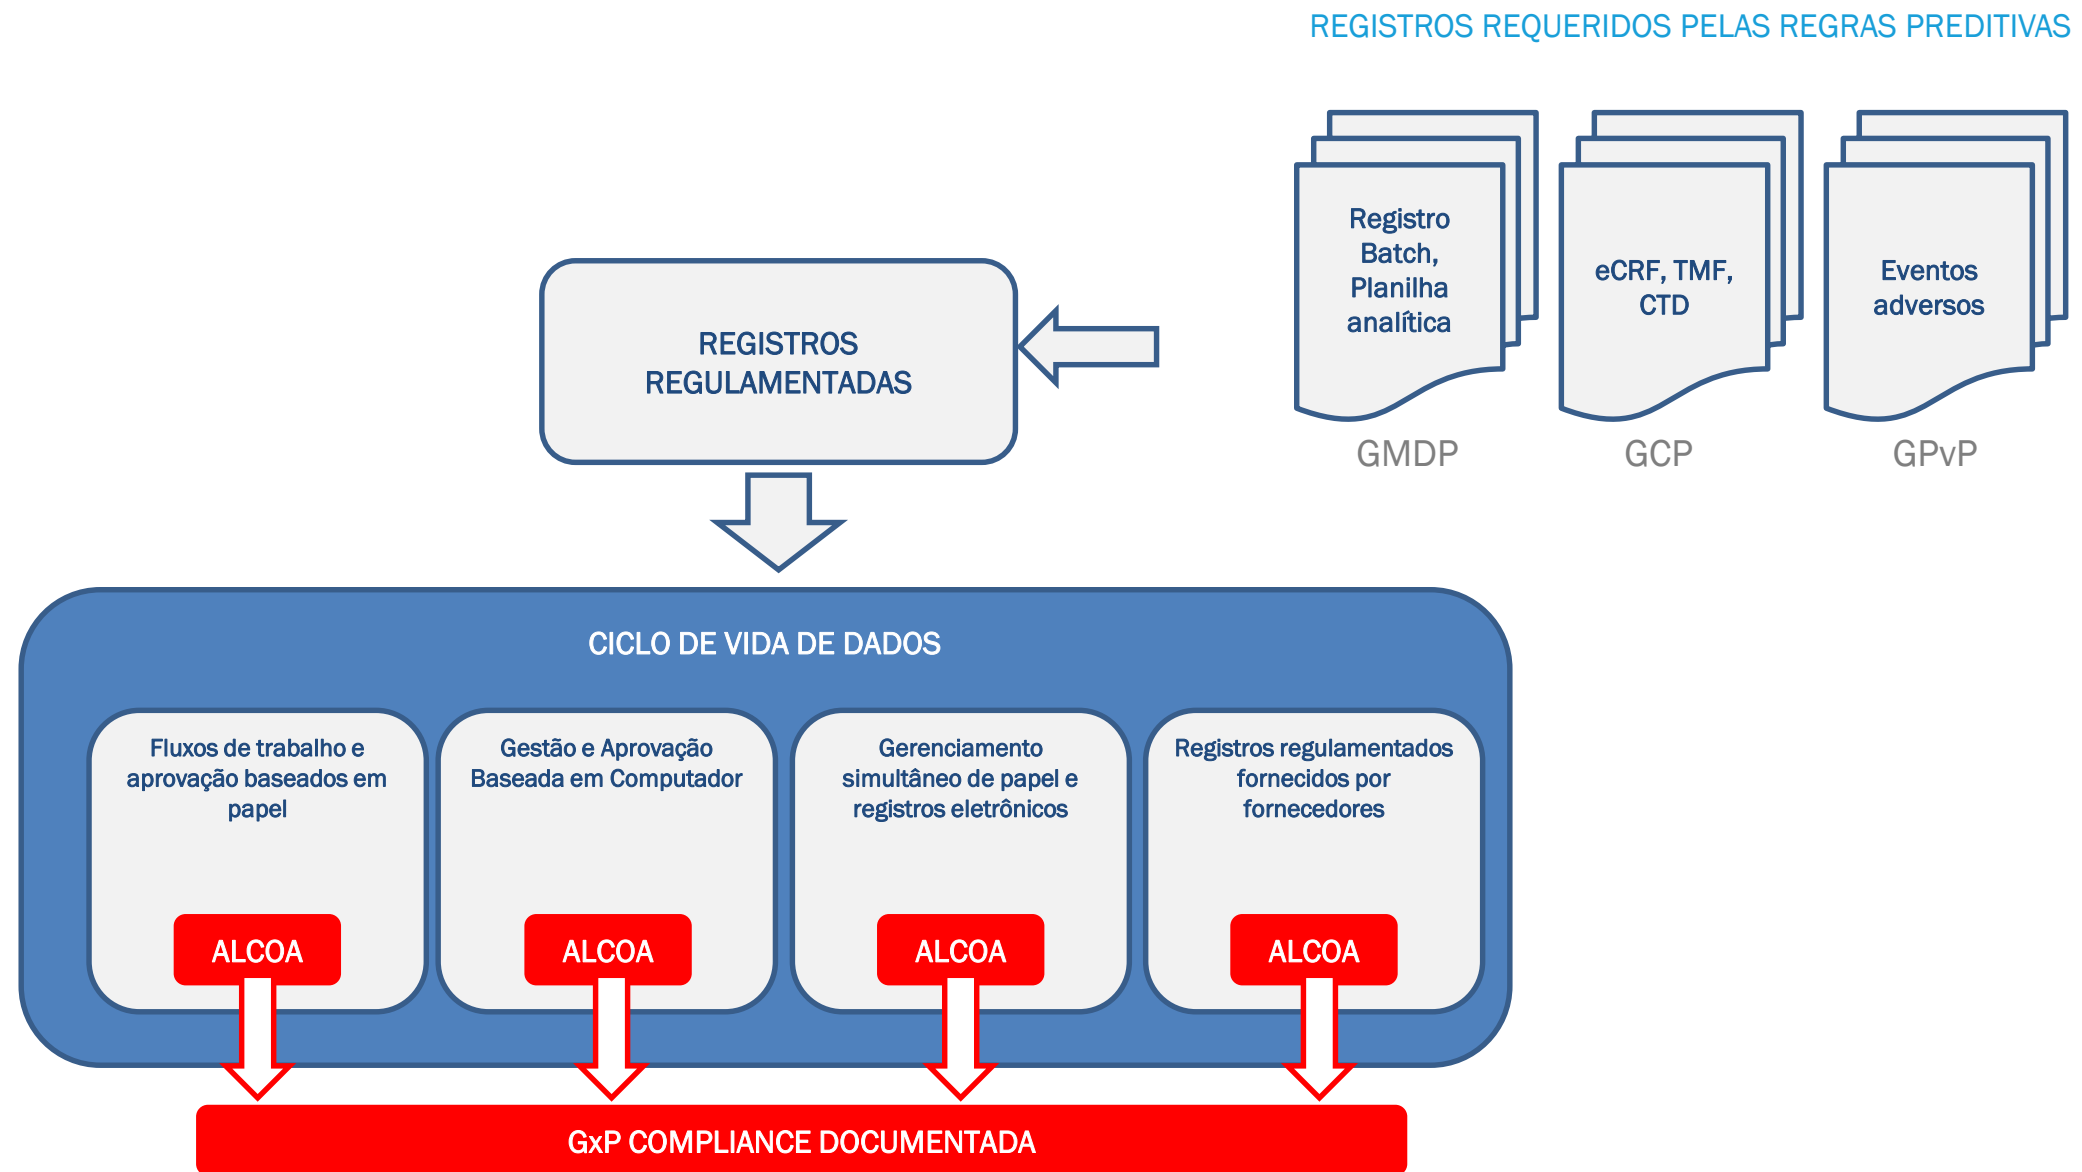 REGISTROS REQUERIDOS PELAS REGRAS PREDITIVAS
Registro
Batch,
Planilha
analítica
eCRF, TMF,
CTD
Eventos
adversos
GMDP
GCP
GPvP
REGISTROS
REGULAMENTADAS
CICLO DE VIDA DE DADOS
Fluxos de trabalho e
aprovação baseados em
papel
Gestão e Aprovação
Baseada em Computador
Gerenciamento
simultâneo de papel e
registros eletrônicos
Registros regulamentados
fornecidos por
fornecedores
ALCOA
ALCOA
ALCOA
ALCOA
GxP COMPLIANCE DOCUMENTADA